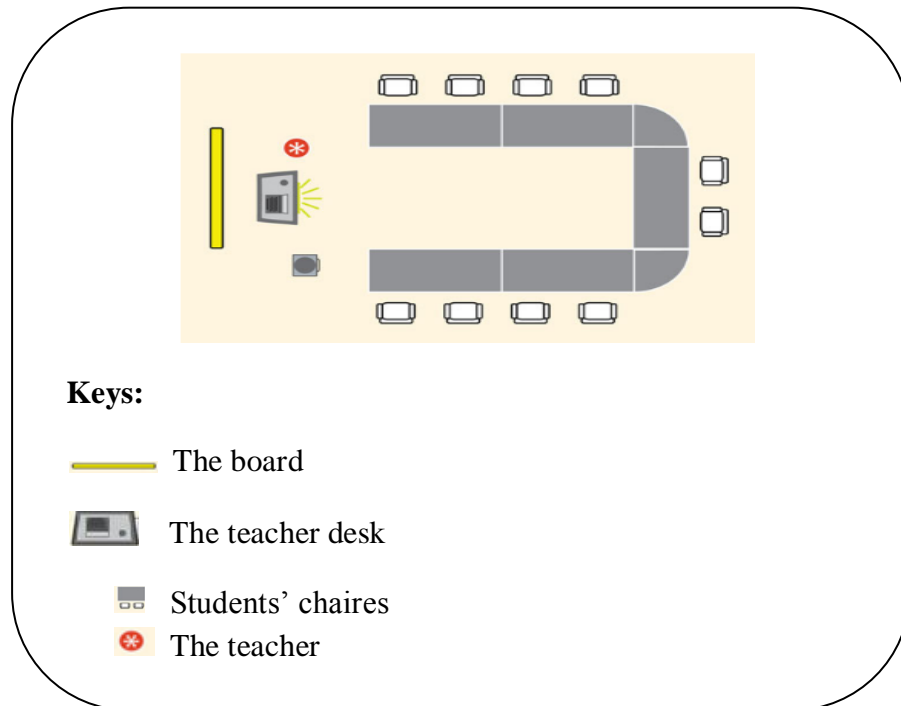 Keys:
The board
The teacher desk
Students’ chaires
The teacher